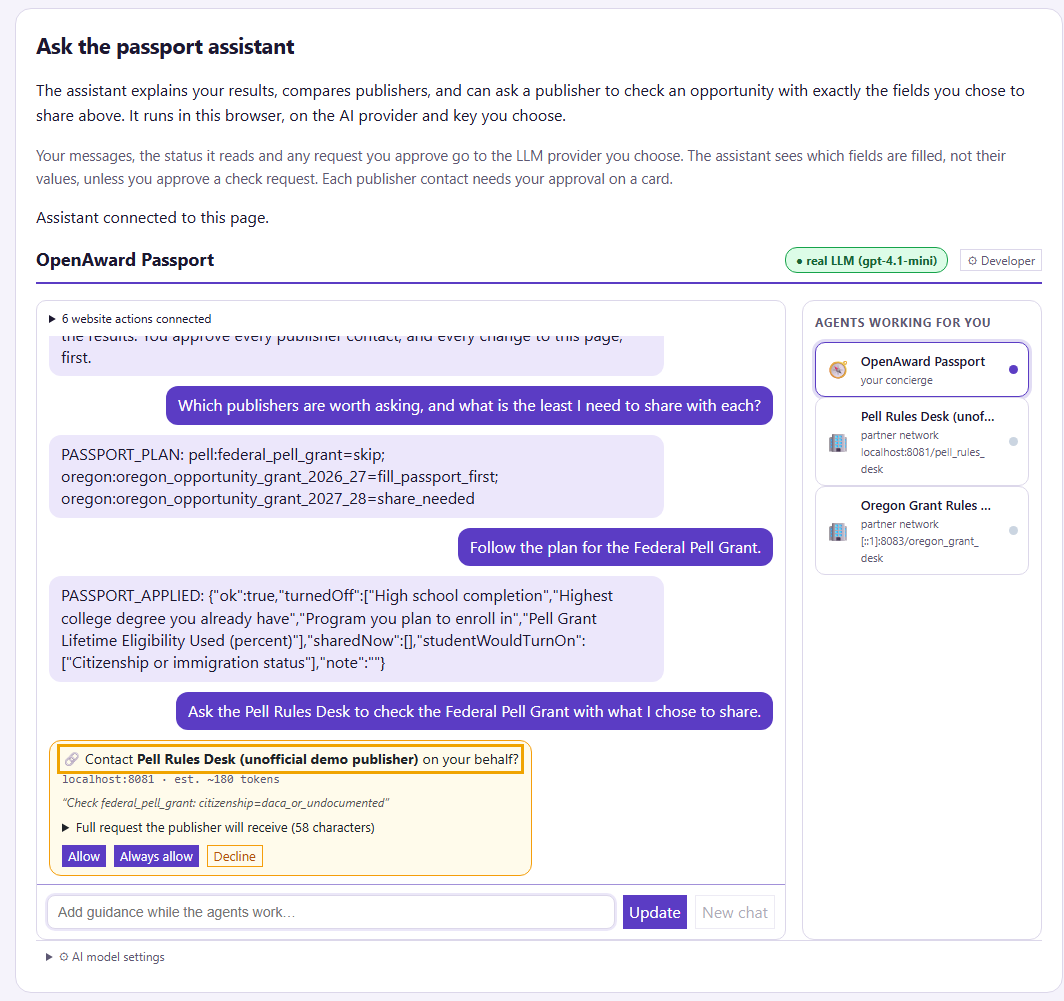 Ask the passport assistant
The assistant explains your results, compares publishers, and can ask a publisher to check an opportunity with exactly the fields you chose to
share above. It runs in this browser, on the AI provider and key you choose.
Your messages, the status it reads and any request you approve go to the LLM provider you choose. The assistant sees which fields are filled, not their
values, unless you approve a check request. Each publisher contact needs your approval on a card.
Assistant connected to this page.
OpenAward Passport
● real LLM (gpt-4.1-mini)
⚙ Developer
▶ 6 website actions connected
the results. You approve every publisher contact, and every change to this page,
first.
Which publishers are worth asking, and what is the least I need to share with each?
PASSPORT_PLAN: pell:federal_pell_grant=skip;
oregon:oregon_opportunity_grant_2026_27=fill_passport_first;
oregon:oregon_opportunity_grant_2027_28=share_needed
Follow the plan for the Federal Pell Grant.
PASSPORT_APPLIED: {"ok":true,"turnedOff":["High school completion","Highest
college degree you already have","Program you plan to enroll in","Pell Grant
Lifetime Eligibility Used (percent)"],"sharedNow":[],"studentWouldTurnOn":
["Citizenship or immigration status"],"note":""}
Ask the Pell Rules Desk to check the Federal Pell Grant with what I chose to share.
🔗 Contact Pell Rules Desk (unofficial demo publisher) on your behalf?
localhost:8081 · est. ~180 tokens
"Check federal_pell_grant: citizenship=daca_or_undocumented"
▶ Full request the publisher will receive (58 characters)
Allow
Always allow
Decline
Add guidance while the agents work...
Update
New chat
▶ ⚙ AI model settings
AGENTS WORKING FOR YOU
OpenAward Passport
your concierge
Pell Rules Desk (unof...
partner network
localhost:8081/pell_rules_
desk
Oregon Grant Rules ...
partner network
[::1]:8083/oregon_grant_
desk